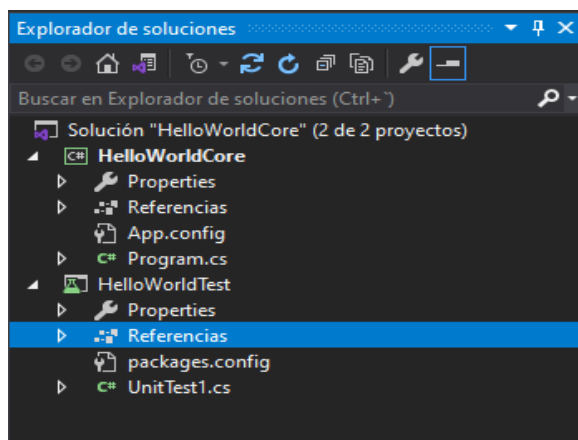 Explorador de soluciones
Buscar en Explorador de soluciones (Ctrl+`)
Solución "HelloWorldCore" (2 de 2 proyectos)
C# HelloWorldCore
Properties
Referencias
App.config
C# Program.cs
HelloWorldTest
Properties
Referencias
packages.config
C# UnitTest1.cs